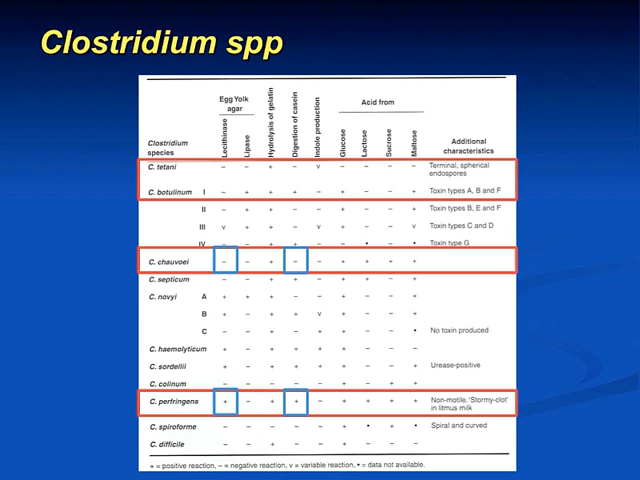 Clostridium spp
Egg Yolk agar Acid from
Clostridium species Lecithinase Lipase Hydrolysis of gelatin Digestion of casein Indole production Glucose Lactose Sucrose Maltose Additional characteristics
C. tetani – – + – v – – – – Terminal, spherical endospores
C. botulinum I – + + + – + – – + Toxin types A, B and F
II – + + – – + – – + Toxin types B, E and F
III v + + – v + – – v Toxin types C and D
IV – – + + – – • – • Toxin type G
C. chauvoei – – + – – + + + +
C. septicum – – + + – + + – +
C. novyi A + + + – – + – – +
B + – + + v + – – +
C – – + – + + – – • No toxin produced
C. haemolyticum + – + + + + – – –
C. sordellii + – + + + + – – + Urease-positive
C. colinum – – – – – + – + +
C. perfringens + – + + – + + + + Non-motile. 'Stormy-clot' in litmus milk
C. spiroforme – – – – – + • + • Spiral and curved
C. difficile – – + – – + – – –
+ = positive reaction, – = negative reaction, v = variable reaction, • = data not available.